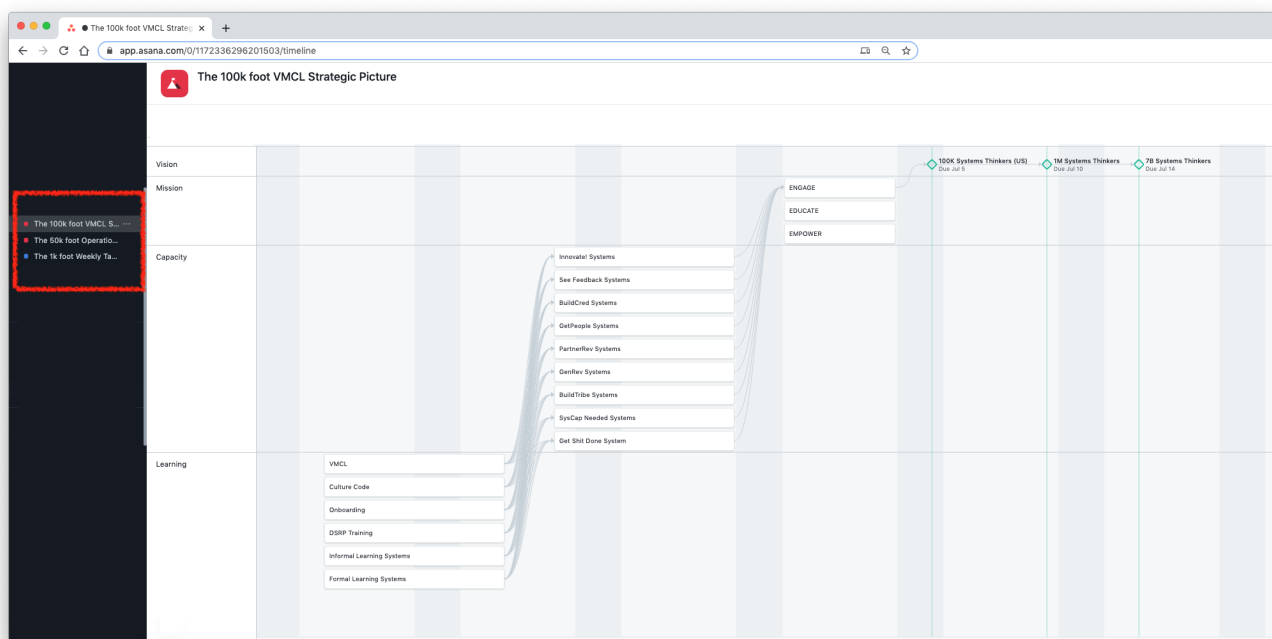 The 100k foot VMCL Strateg
app.asana.com/0/1172336296201503/timeline
The 100k foot VMCL Strategic Picture
The 100k foot VMCL S... ...
The 50k foot Operatio...
The 1k foot Weekly Ta...
Vision
100K Systems Thinkers (US)
Due Jul 5
1M Systems Thinkers
Due Jul 10
7B Systems Thinkers
Due Jul 14
Mission
ENGAGE
EDUCATE
EMPOWER
Capacity
Innovate! Systems
See Feedback Systems
BuildCred Systems
GetPeople Systems
PartnerRev Systems
GenRev Systems
BuildTribe Systems
SysCap Needed Systems
Get Shit Done System
Learning
VMCL
Culture Code
Onboarding
DSRP Training
Informal Learning Systems
Formal Learning Systems